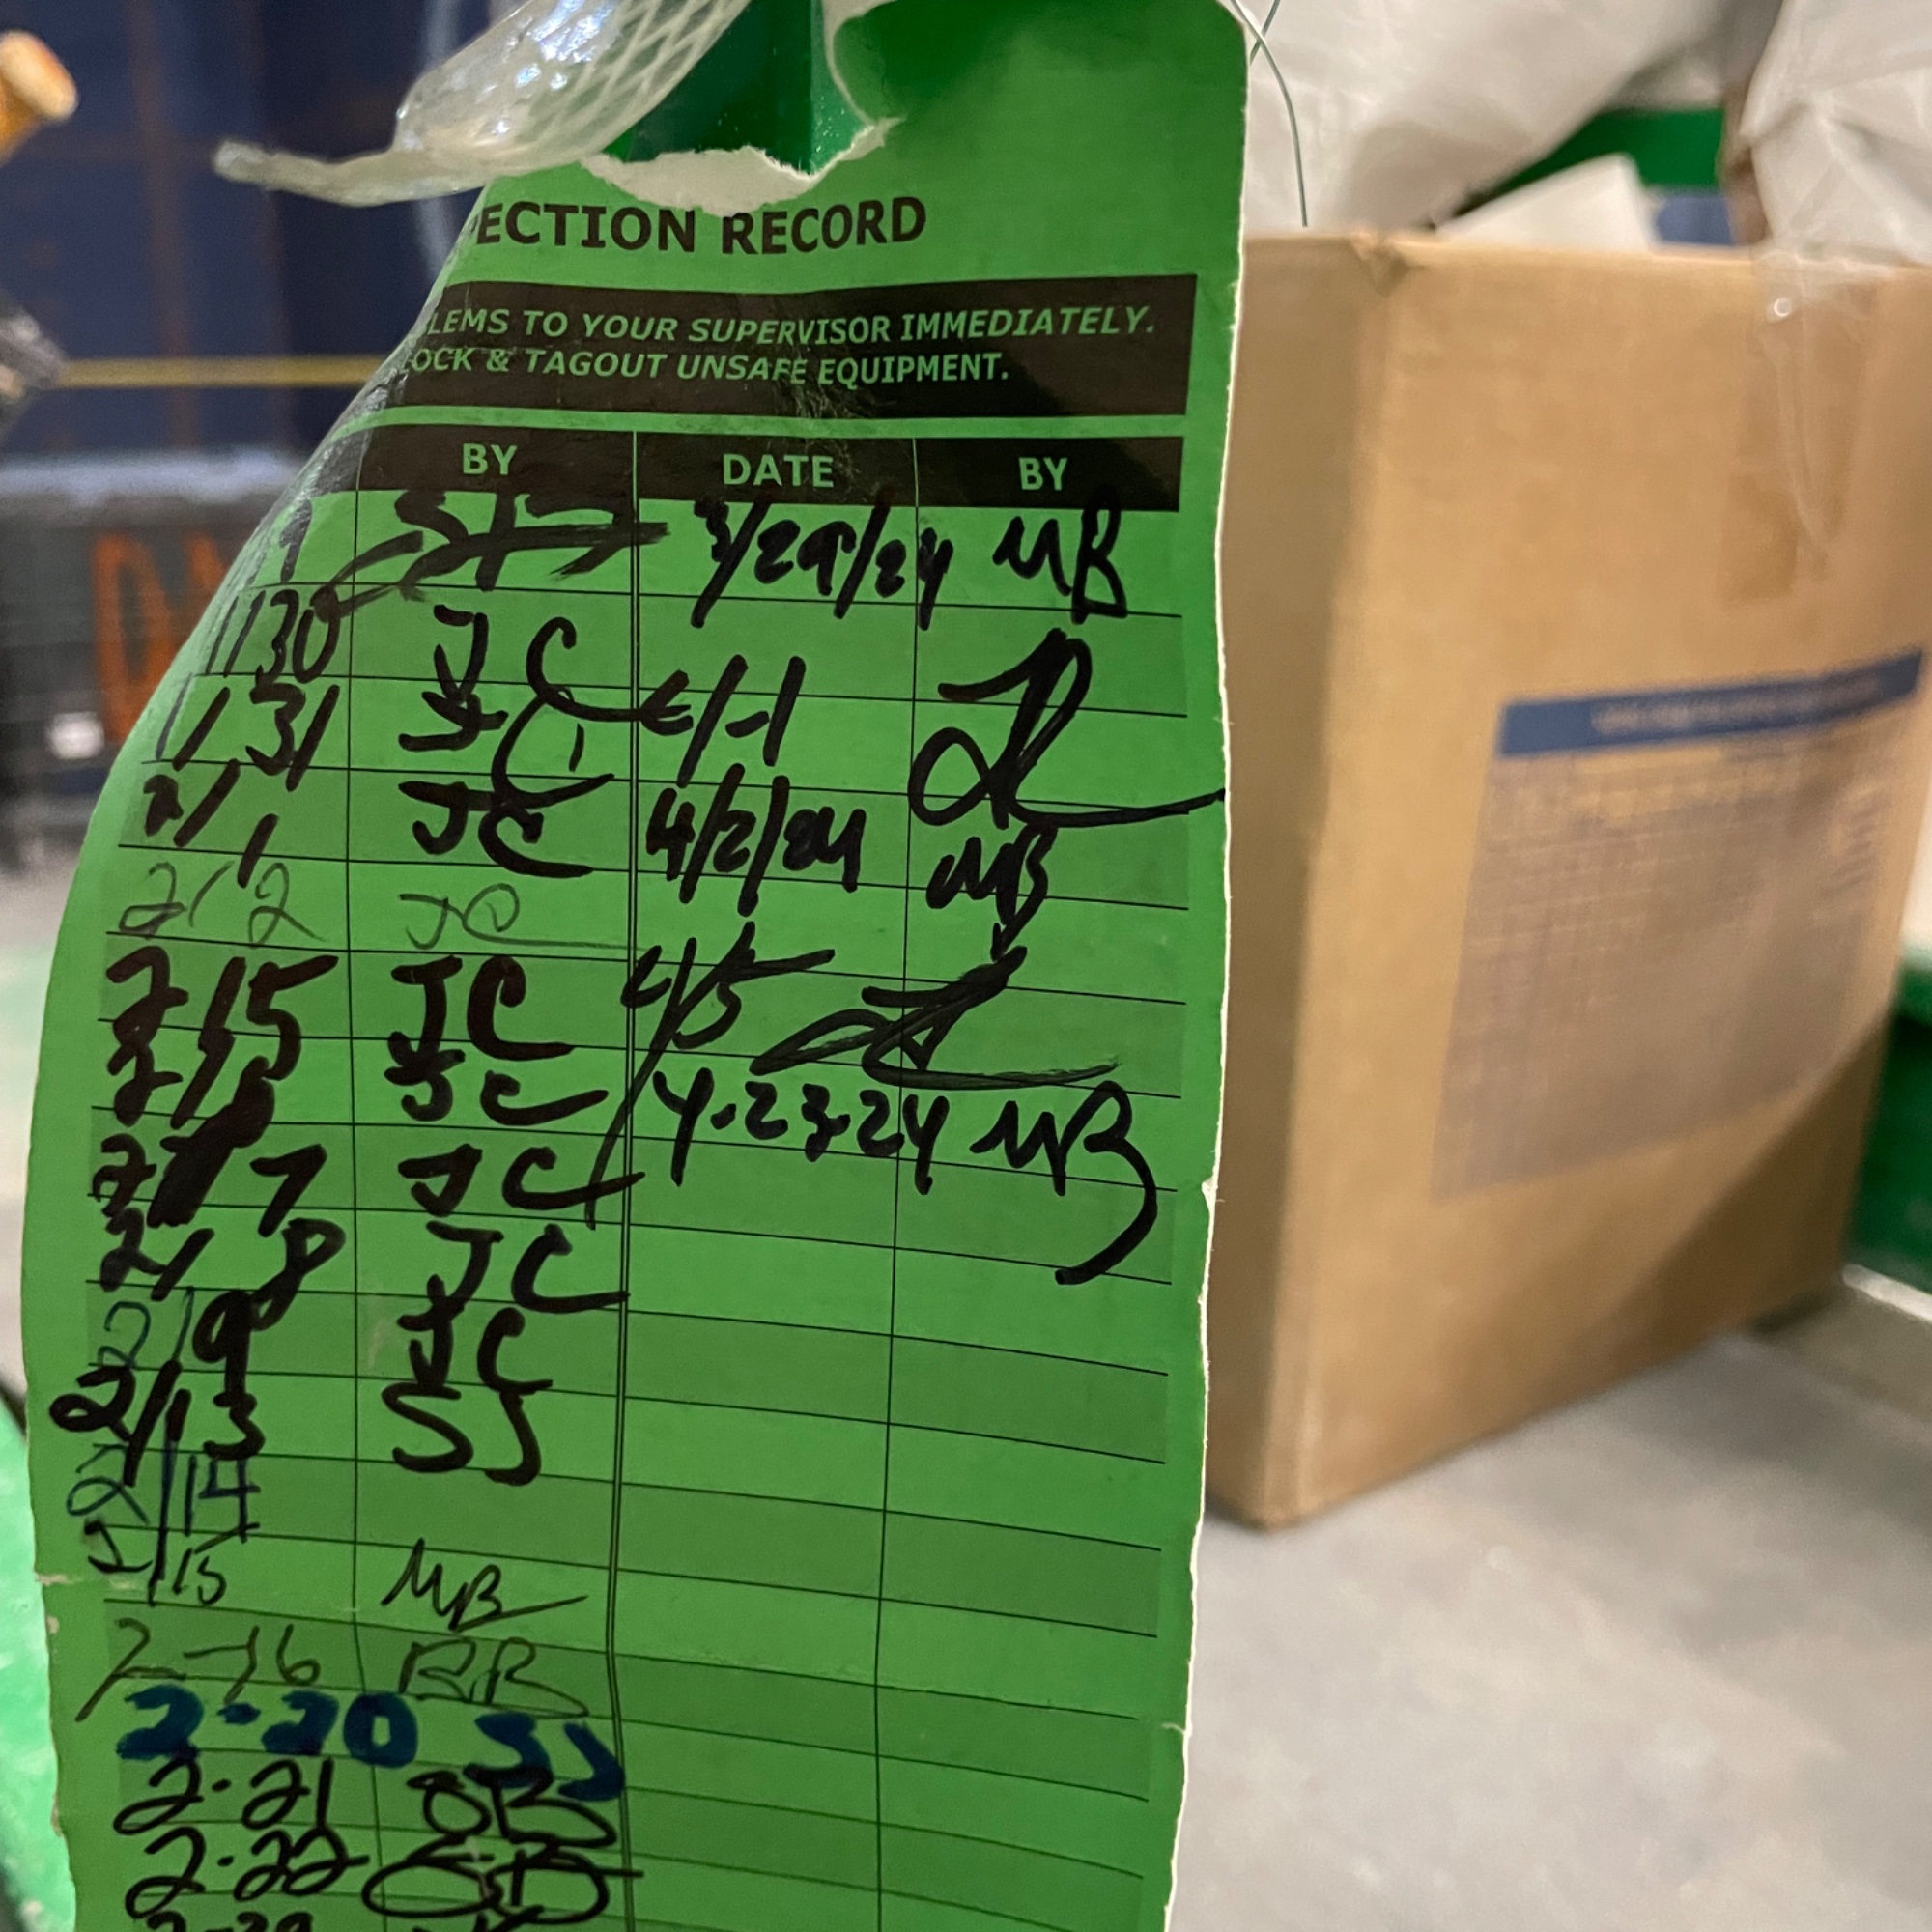 ECTION RECORD
LEMS TO YOUR SUPERVISOR IMMEDIATELY.
OCK & TAGOUT UNSAFE EQUIPMENT.
BY DATE BY
3/29/24 MB
1/30 JC
1/31 JC
2/1 JC 4/2/24 MB
2/2 JC
2/15 JC 4/5
JC 4.23.24 MB
7 JC
2/8 JC
2/9 JC
2/13 SJ
2/14
2/15 MB
2-16 RB
2-20 SJ
2-21
2-22